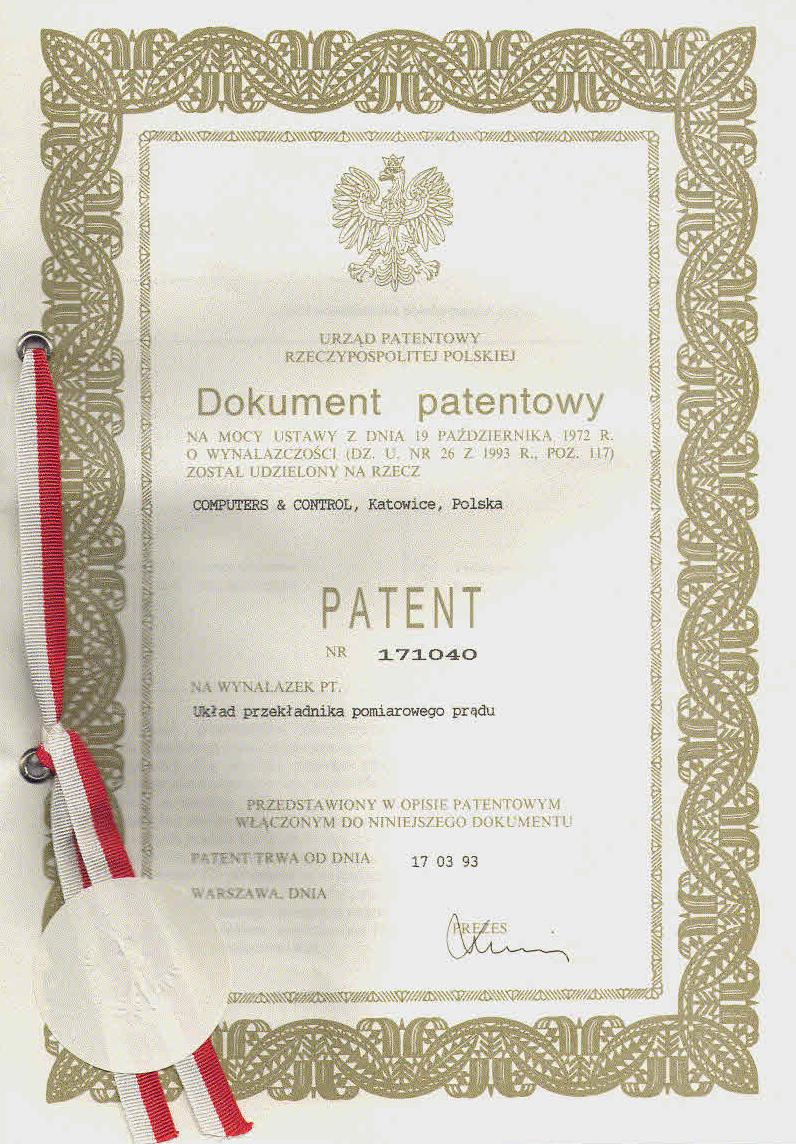 URZĄD PATENTOWY
RZECZYPOSPOLITEJ POLSKIEJ
Dokument patentowy
NA MOCY USTAWY Z DNIA 19 PAŹDZIERNIKA 1972 R.
O WYNALAZCZOŚCI (DZ. U. NR 26 Z 1993 R., POZ. 117)
ZOSTAŁ UDZIELONY NA RZECZ
COMPUTERS & CONTROL, Katowice, Polska
PATENT
NR 171040
NA WYNALAZEK PT.
Układ przekładnika pomiarowego prądu
PRZEDSTAWIONY W OPISIE PATENTOWYM
WŁĄCZONYM DO NINIEJSZEGO DOKUMENTU
PATENT TRWA OD DNIA 17 03 93
WARSZAWA, DNIA
PREZES